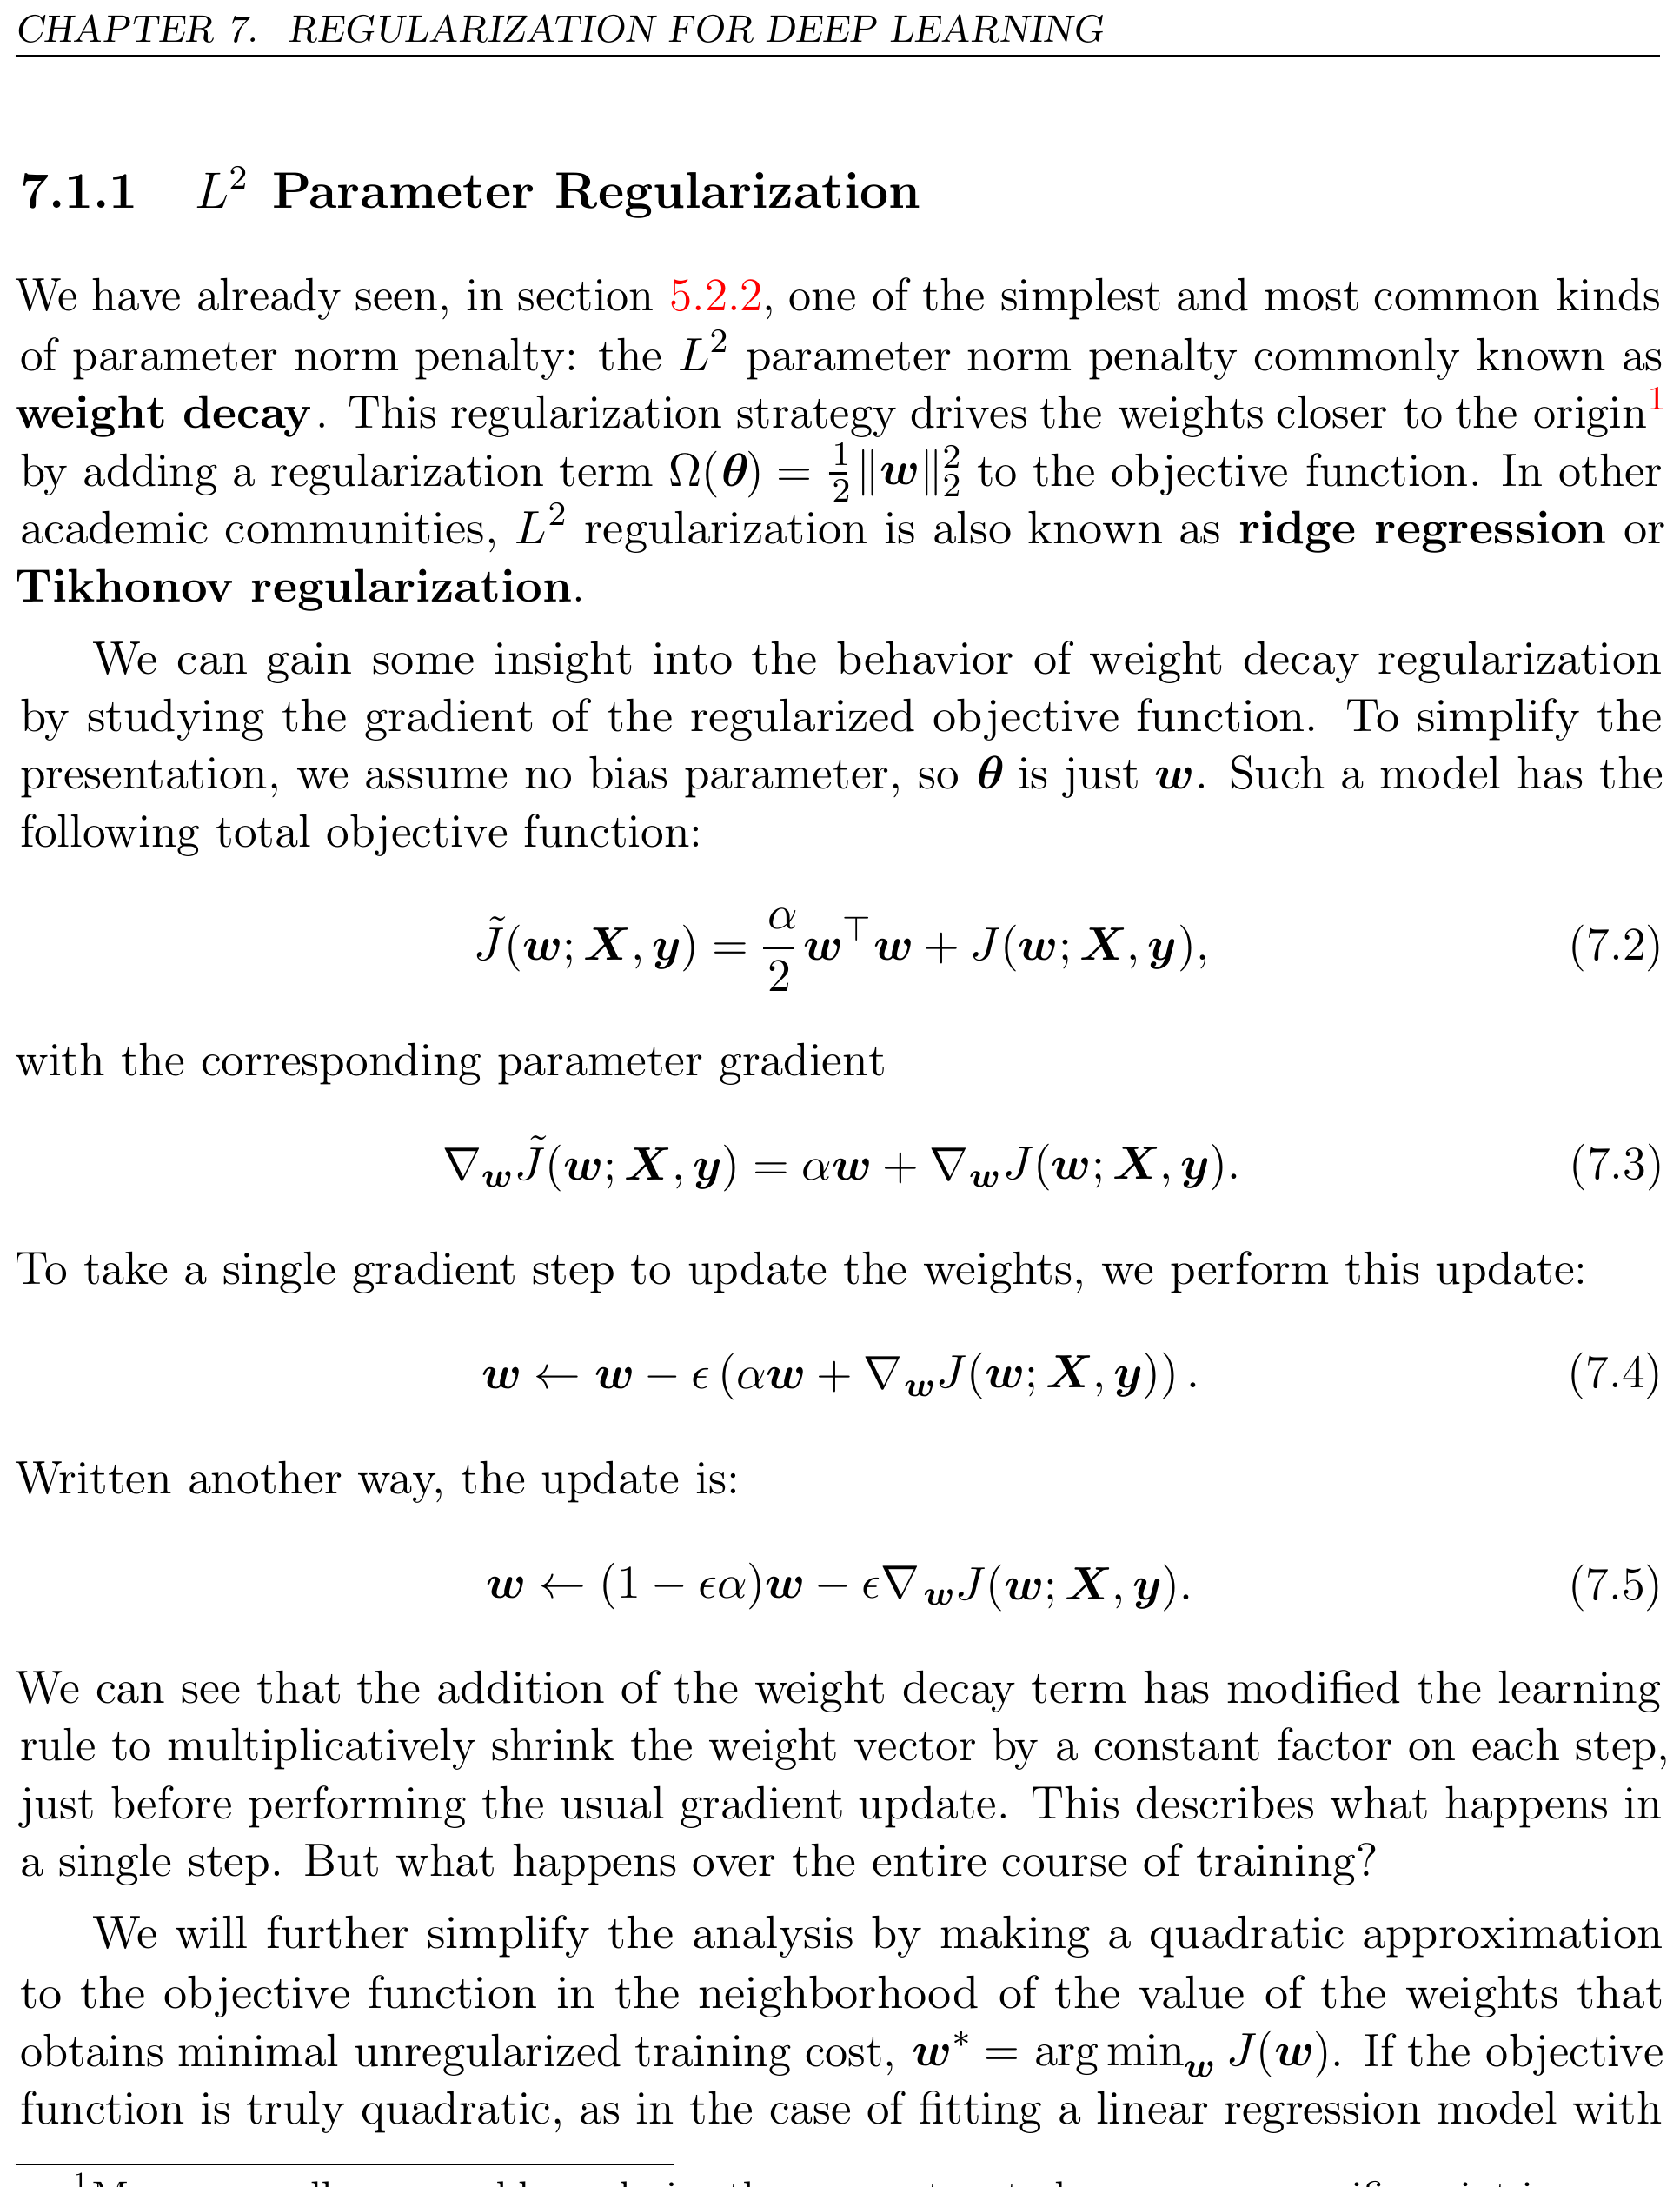 CHAPTER 7. REGULARIZATION FOR DEEP LEARNING
7.1.1 L² Parameter Regularization
We have already seen, in section 5.2.2, one of the simplest and most common kinds
of parameter norm penalty: the L² parameter norm penalty commonly known as
weight decay. This regularization strategy drives the weights closer to the origin¹
by adding a regularization term Ω(θ) = ½‖w‖²₂ to the objective function. In other
academic communities, L² regularization is also known as ridge regression or
Tikhonov regularization.
We can gain some insight into the behavior of weight decay regularization
by studying the gradient of the regularized objective function. To simplify the
presentation, we assume no bias parameter, so θ is just w. Such a model has the
following total objective function:
J̃(w; X, y) = α/2 w⊤w + J(w; X, y), (7.2)
with the corresponding parameter gradient
∇_w J̃(w; X, y) = αw + ∇_w J(w; X, y). (7.3)
To take a single gradient step to update the weights, we perform this update:
w ← w − ϵ (αw + ∇_w J(w; X, y)) . (7.4)
Written another way, the update is:
w ← (1 − ϵα)w − ϵ∇_w J(w; X, y). (7.5)
We can see that the addition of the weight decay term has modified the learning
rule to multiplicatively shrink the weight vector by a constant factor on each step,
just before performing the usual gradient update. This describes what happens in
a single step. But what happens over the entire course of training?
We will further simplify the analysis by making a quadratic approximation
to the objective function in the neighborhood of the value of the weights that
obtains minimal unregularized training cost, w* = arg min_w J(w). If the objective
function is truly quadratic, as in the case of fitting a linear regression model with